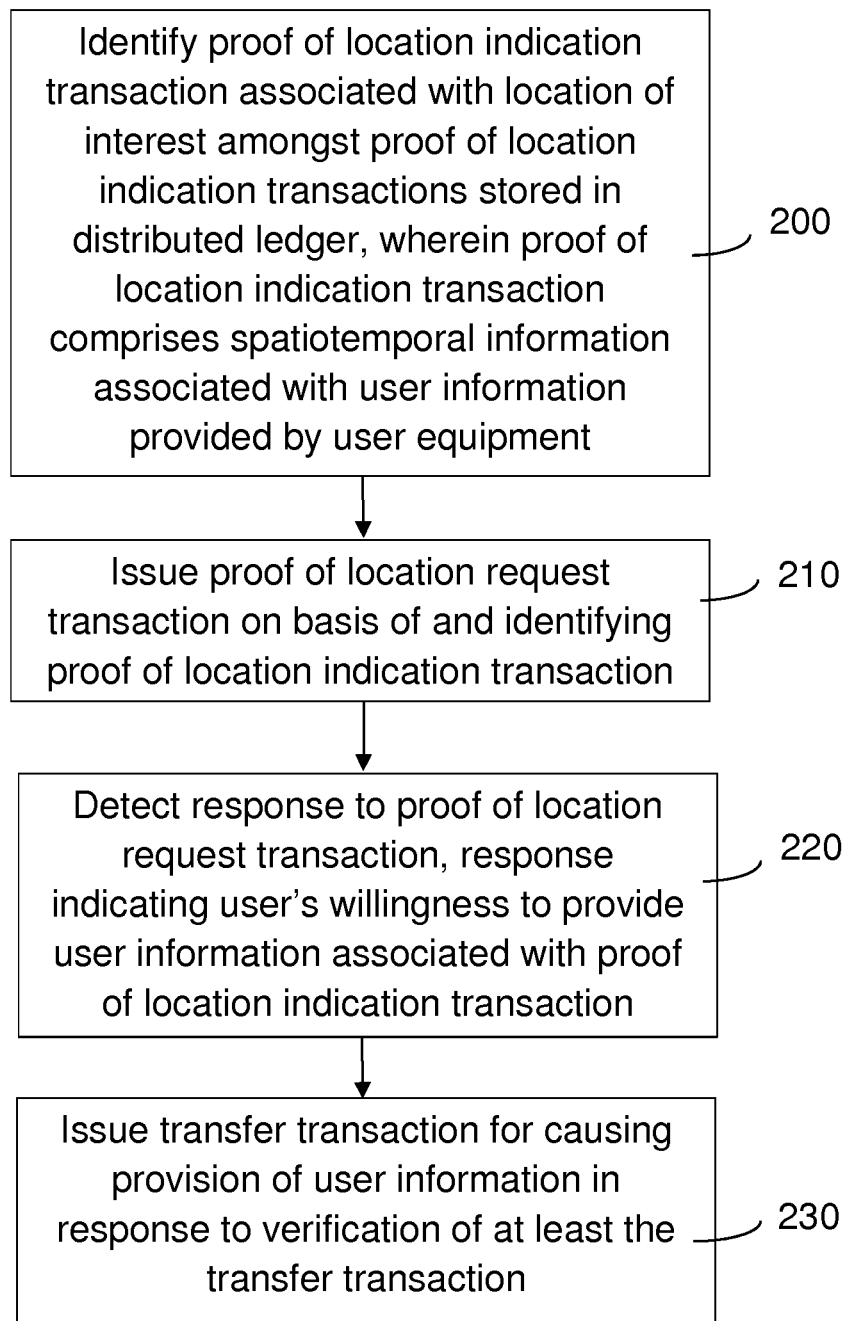 Identify proof of location indication
transaction associated with location of
interest amongst proof of location
indication transactions stored in
distributed ledger, wherein proof of
location indication transaction
comprises spatiotemporal information
associated with user information
provided by user equipment
200
Issue proof of location request
transaction on basis of and identifying
proof of location indication transaction
210
Detect response to proof of location
request transaction, response
indicating user's willingness to provide
user information associated with proof
of location indication transaction
220
Issue transfer transaction for causing
provision of user information in
response to verification of at least the
transfer transaction
230